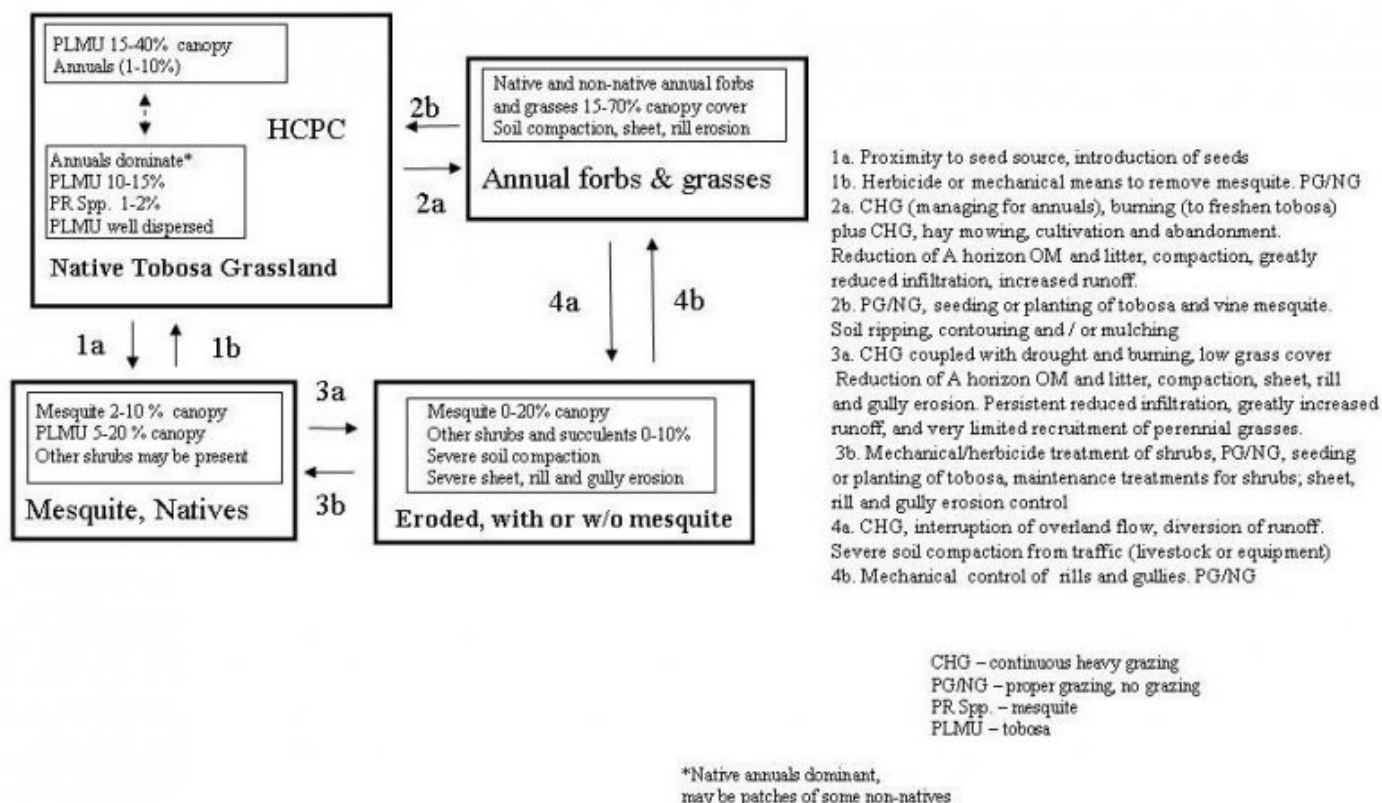 PLMU 15-40% canopy
Annuals (1-10%)
HCPC
Annuals dominate*
PLMU 10-15%
PR Spp. 1-2%
PLMU well dispersed
Native Tobosa Grassland
2b
2a
Native and non-native annual forbs
and grasses 15-70% canopy cover
Soil compaction, sheet, rill erosion
Annual forbs & grasses
1a
1b
4a
4b
Mesquite 2-10 % canopy
PLMU 5-20 % canopy
Other shrubs may be present
Mesquite, Natives
3a
3b
Mesquite 0-20% canopy
Other shrubs and succulents 0-10%
Severe soil compaction
Severe sheet, rill and gully erosion
Eroded, with or w/o mesquite
1a. Proximity to seed source, introduction of seeds
1b. Herbicide or mechanical means to remove mesquite. PG/NG
2a. CHG (managing for annuals), burning (to freshen tobosa)
plus CHG, hay mowing, cultivation and abandonment.
Reduction of A horizon OM and litter, compaction, greatly
reduced infiltration, increased runoff.
2b. PG/NG, seeding or planting of tobosa and vine mesquite.
Soil ripping, contouring and / or mulching
3a. CHG coupled with drought and burning, low grass cover
Reduction of A horizon OM and litter, compaction, sheet, rill
and gully erosion. Persistent reduced infiltration, greatly increased
runoff, and very limited recruitment of perennial grasses.
3b. Mechanical/herbicide treatment of shrubs, PG/NG, seeding
or planting of tobosa, maintenance treatments for shrubs; sheet,
rill and gully erosion control
4a. CHG, interruption of overland flow, diversion of runoff.
Severe soil compaction from traffic (livestock or equipment)
4b. Mechanical control of rills and gullies. PG/NG
CHG – continuous heavy grazing
PG/NG – proper grazing, no grazing
PR Spp. – mesquite
PLMU – tobosa
*Native annuals dominant,
may be patches of some non-natives